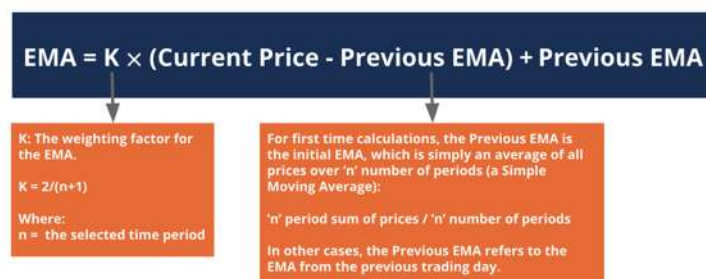 EMA = K × (Current Price - Previous EMA) + Previous EMA
K: The weighting factor for
the EMA.
K = 2/(n+1)
Where:
n =  the selected time period
For first time calculations, the Previous EMA is
the initial EMA, which is simply an average of all
prices over 'n' number of periods (a Simple
Moving Average):
'n' period sum of prices / 'n' number of periods
In other cases, the Previous EMA refers to the
EMA from the previous trading day.